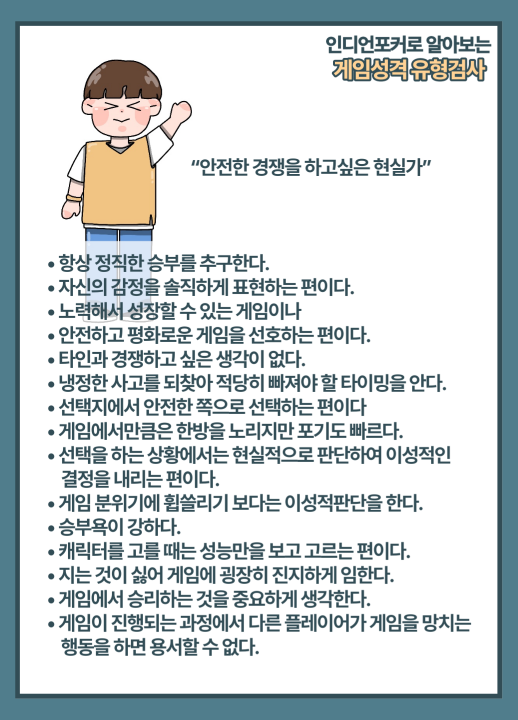 인디언포커로 알아보는
게임성격 유형검사
“안전한 경쟁을 하고싶은 현실가”
• 항상 정직한 승부를 추구한다.
• 자신의 감정을 솔직하게 표현하는 편이다.
• 노력해서 성장할 수 있는 게임이나
• 안전하고 평화로운 게임을 선호하는 편이다.
• 타인과 경쟁하고 싶은 생각이 없다.
• 냉정한 사고를 되찾아 적당히 빠져야 할 타이밍을 안다.
• 선택지에서 안전한 쪽으로 선택하는 편이다
• 게임에서만큼은 한방을 노리지만 포기도 빠르다.
• 선택을 하는 상황에서는 현실적으로 판단하여 이성적인
결정을 내리는 편이다.
• 게임 분위기에 휩쓸리기 보다는 이성적판단을 한다.
• 승부욕이 강하다.
• 캐릭터를 고를 때는 성능만을 보고 고르는 편이다.
• 지는 것이 싫어 게임에 굉장히 진지하게 임한다.
• 게임에서 승리하는 것을 중요하게 생각한다.
• 게임이 진행되는 과정에서 다른 플레이어가 게임을 망치는
행동을 하면 용서할 수 없다.